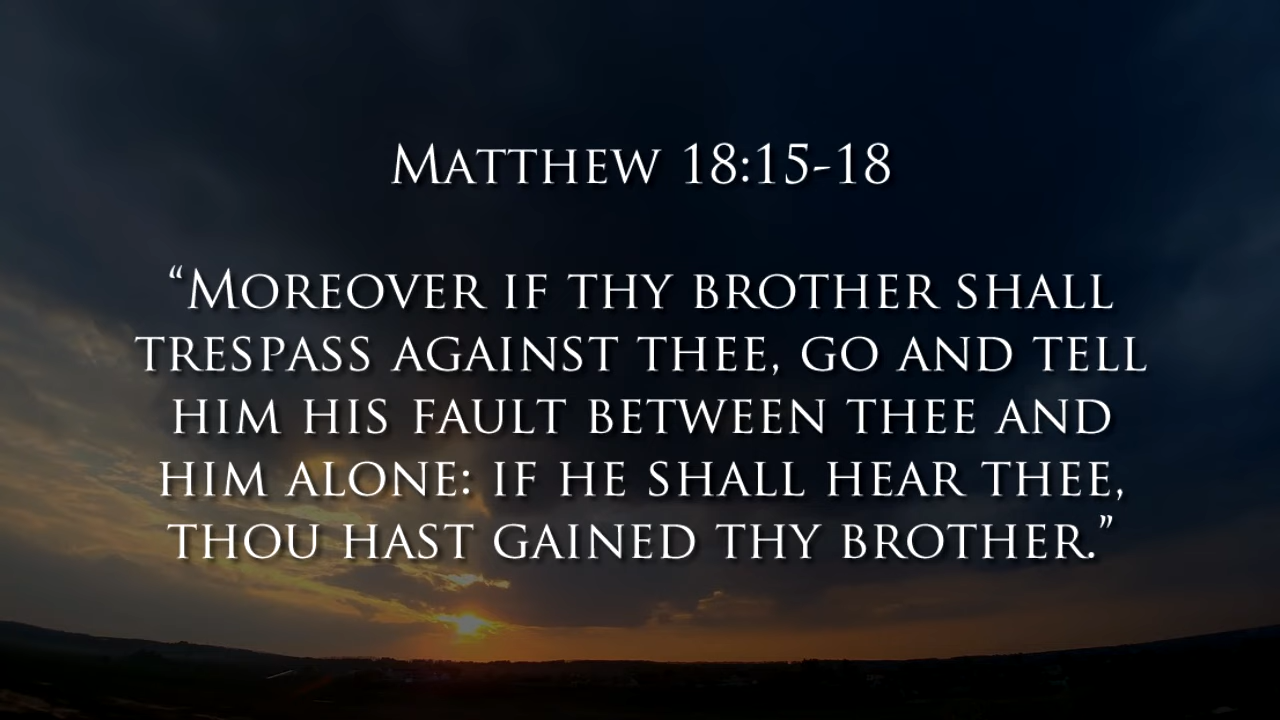 Matthew 18:15-18
“Moreover if thy brother shall
trespass against thee, go and tell
him his fault between thee and
him alone: if he shall hear thee,
thou hast gained thy brother.”